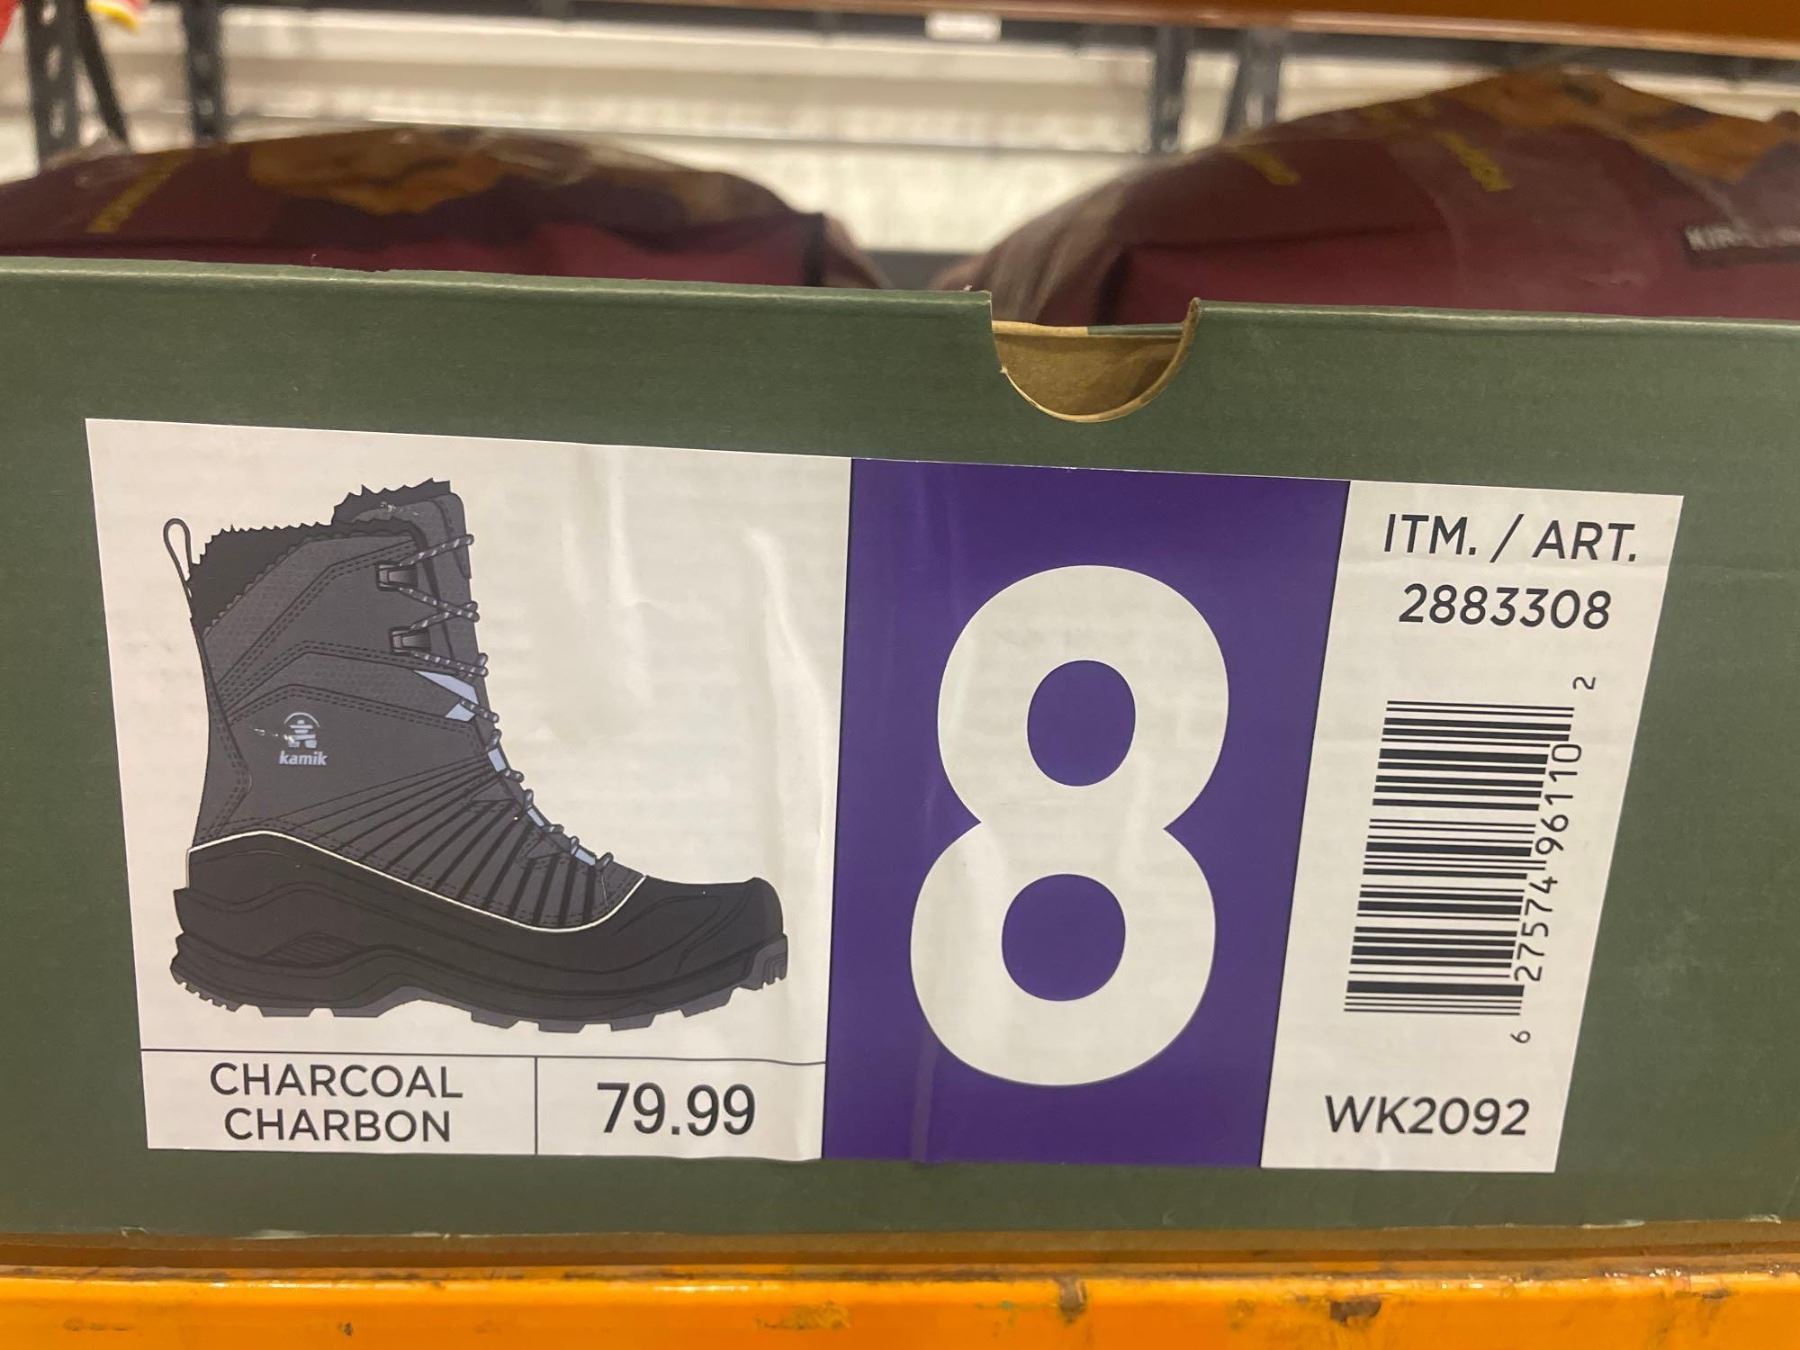 kamik
CHARCOAL
CHARBON
79.99
8
ITM. / ART.
2883308
6 27574 96110 2
WK2092